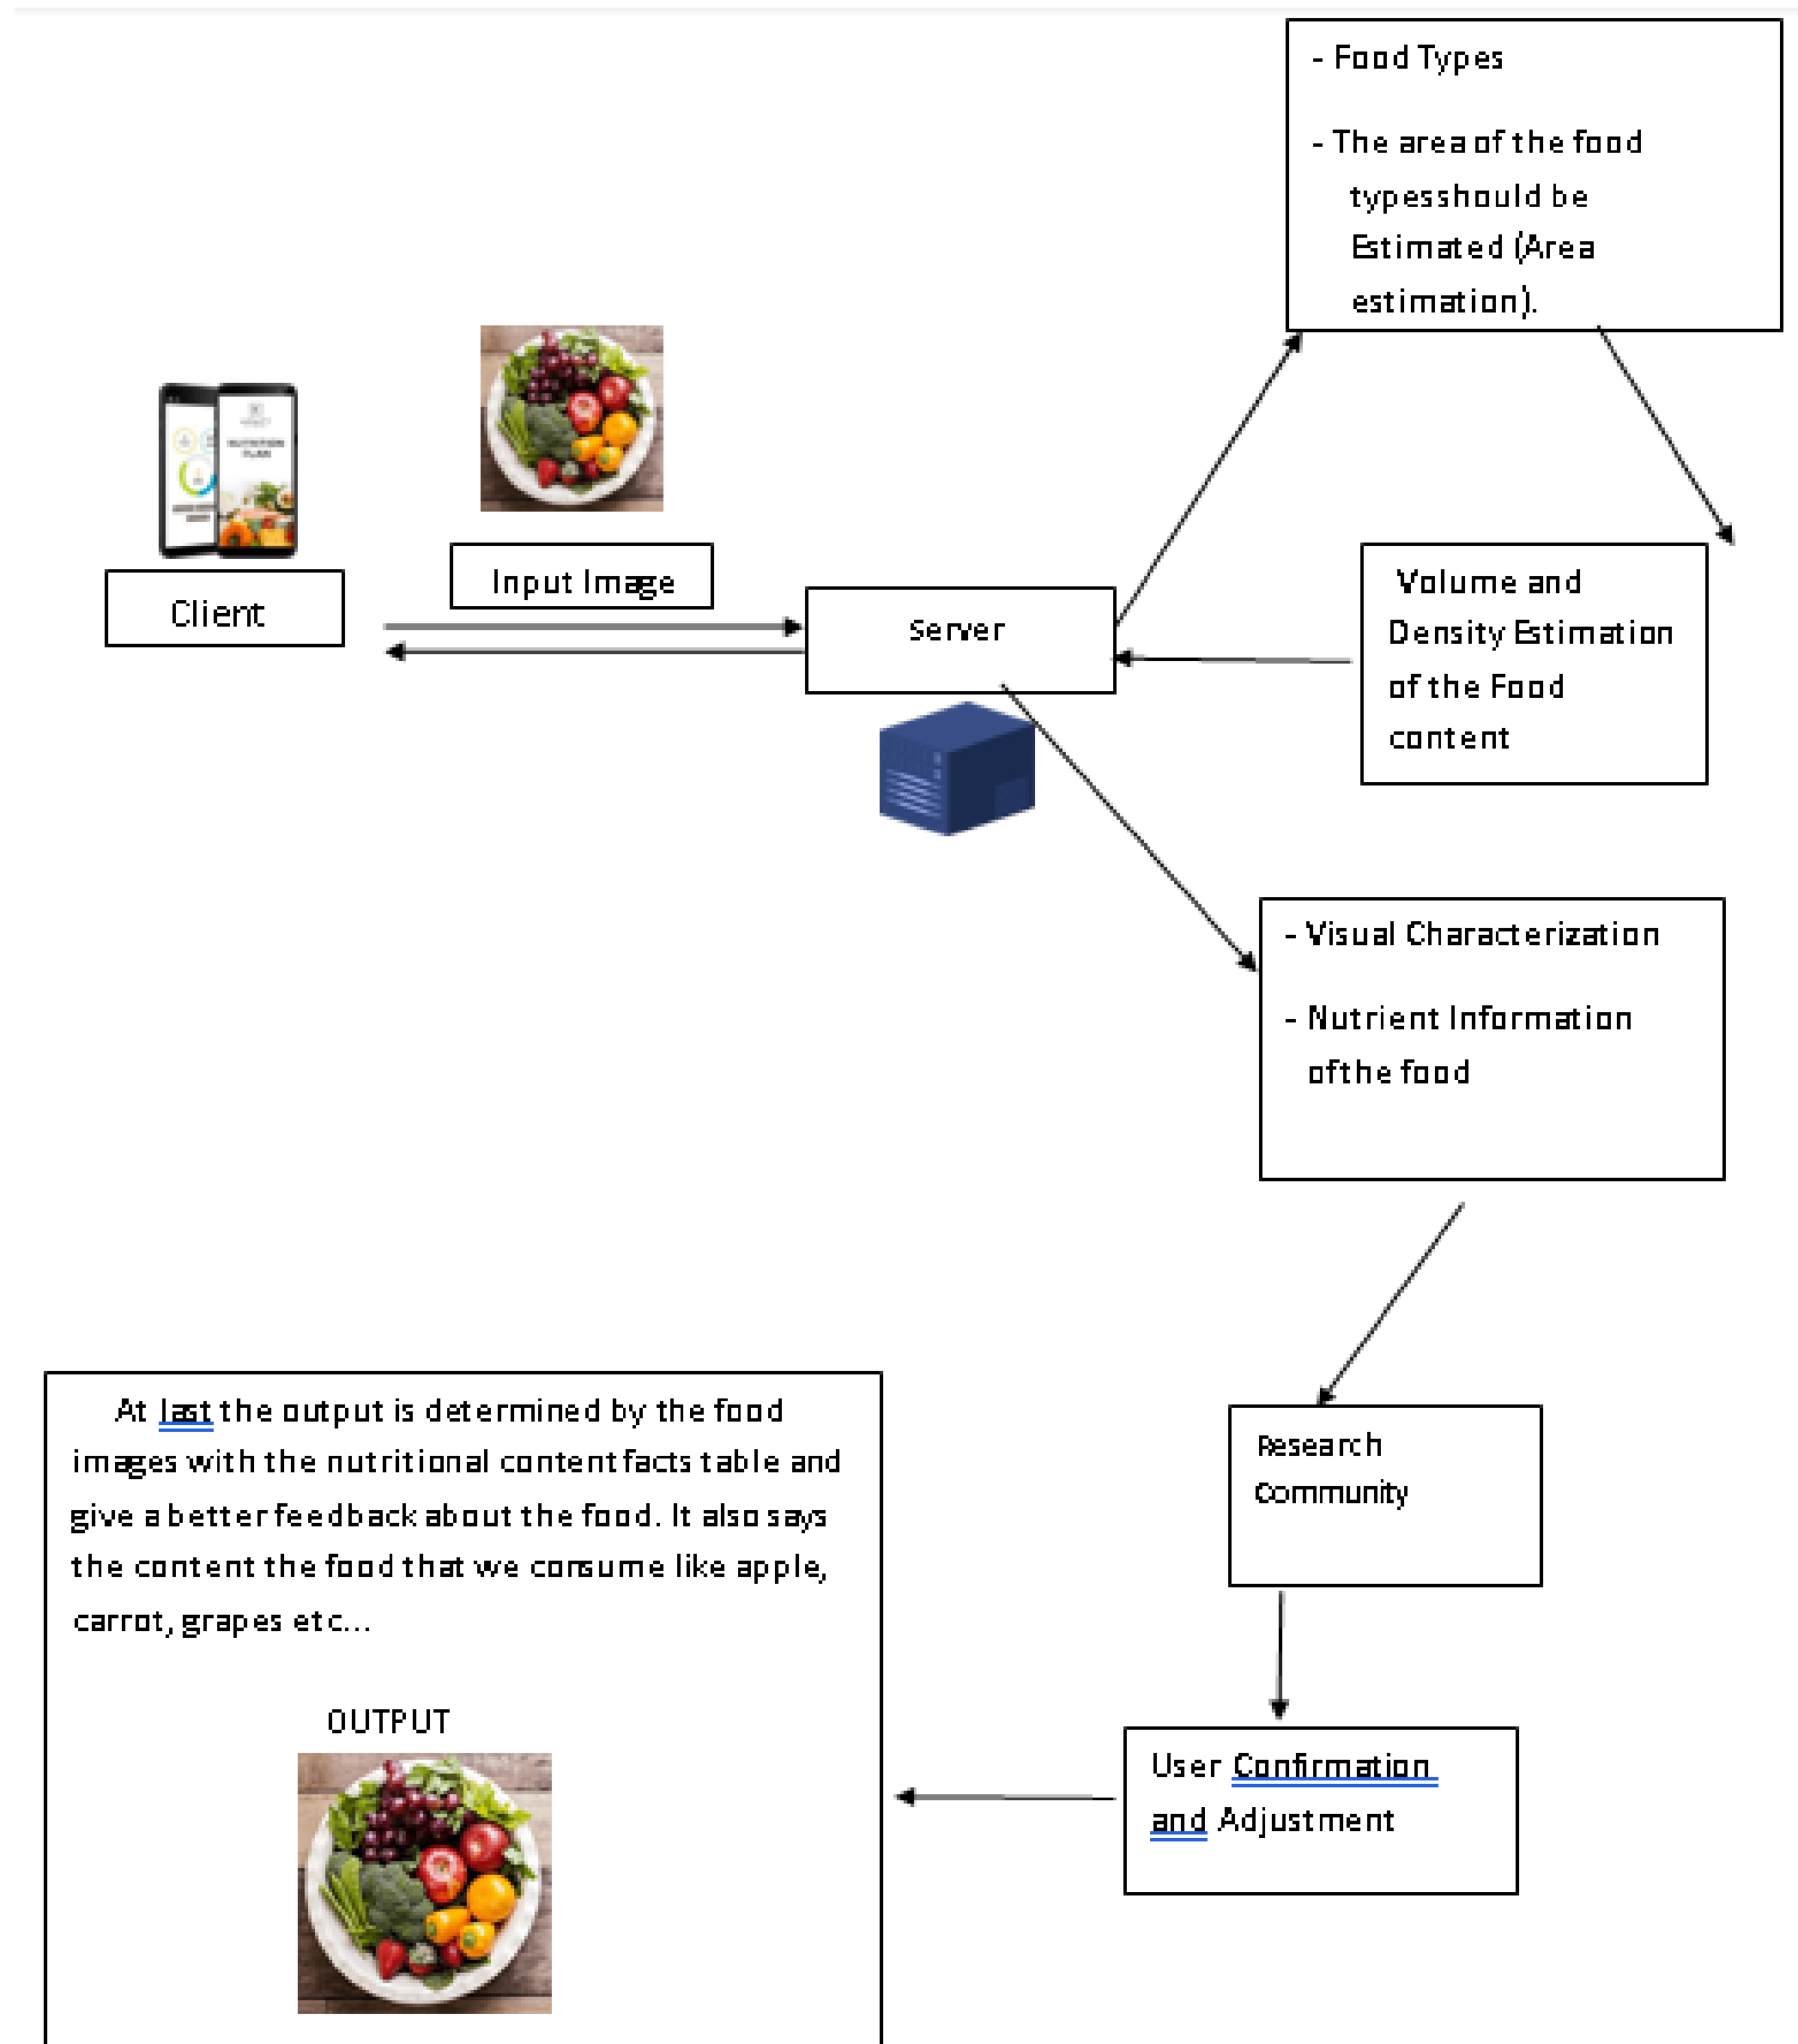 - Food Types
- The area of the food
typesshould be
Estimated (Area
estimation).
NUTRITION
PLAN
Client
Input Image
Server
Volume and
Density Estimation
of the Food
content
- Visual Characterization
- Nutrient Information
ofthe food
Research
Community
User Confirmation
and Adjustment
At last the output is determined by the food
images with the nutritional content facts table and
give a better feedback about the food. It also says
the content the food that we consume like apple,
carrot, grapes etc...
OUTPUT